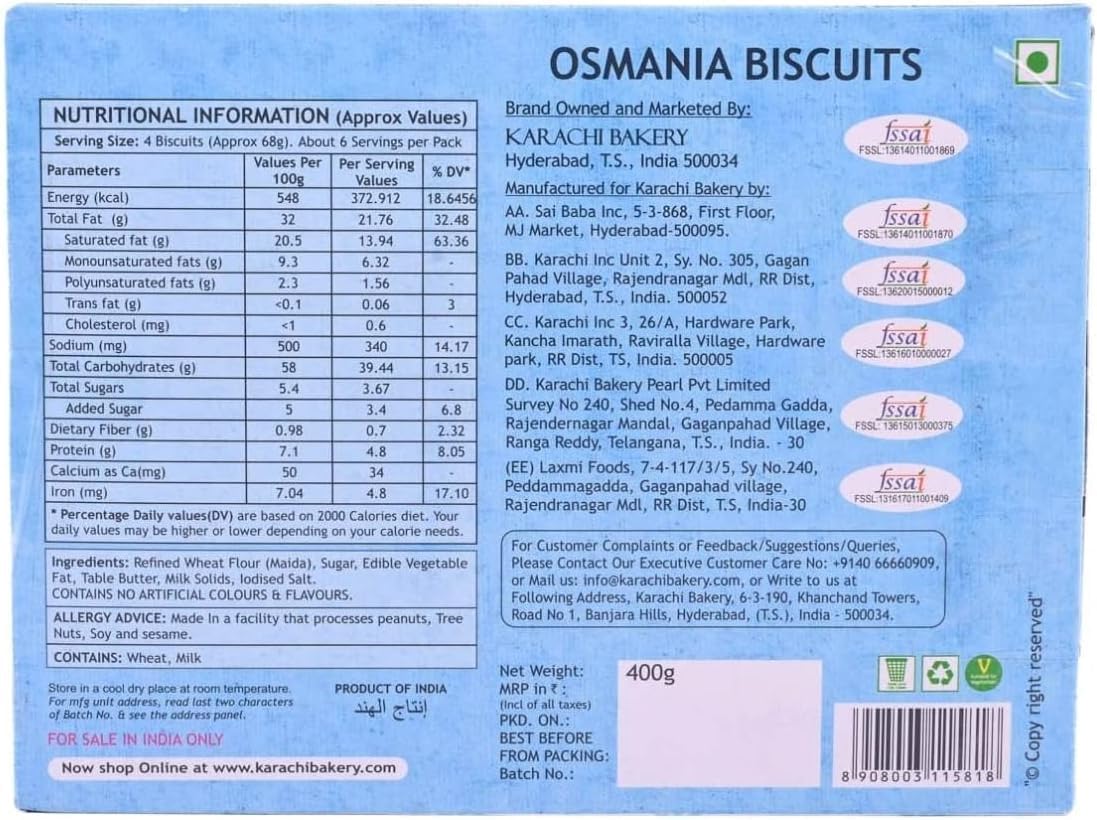 OSMANIA BISCUITS
NUTRITIONAL INFORMATION (Approx Values)
Serving Size: 4 Biscuits (Approx 68g). About 6 Servings per Pack
Parameters Values Per 100g Per Serving Values % DV*
Energy (kcal) 548 372.912 18.6456
Total Fat (g) 32 21.76 32.48
Saturated fat (g) 20.5 13.94 63.36
Monounsaturated fats (g) 9.3 6.32 -
Polyunsaturated fats (g) 2.3 1.56 -
Trans fat (g) <0.1 0.06 3
Cholesterol (mg) <1 0.6 -
Sodium (mg) 500 340 14.17
Total Carbohydrates (g) 58 39.44 13.15
Total Sugars 5.4 3.67 -
Added Sugar 5 3.4 6.8
Dietary Fiber (g) 0.98 0.7 2.32
Protein (g) 7.1 4.8 8.05
Calcium as Ca(mg) 50 34 -
Iron (mg) 7.04 4.8 17.10
* Percentage Daily values(DV) are based on 2000 Calories diet. Your
daily values may be higher or lower depending on your calorie needs.
Ingredients: Refined Wheat Flour (Maida), Sugar, Edible Vegetable
Fat, Table Butter, Milk Solids, Iodised Salt.
CONTAINS NO ARTIFICIAL COLOURS & FLAVOURS.
ALLERGY ADVICE: Made In a facility that processes peanuts, Tree
Nuts, Soy and sesame.
CONTAINS: Wheat, Milk
Store in a cool dry place at room temperature.
For mfg unit address, read last two characters
of Batch No. & see the address panel.
PRODUCT OF INDIA
إنتاج الهند
FOR SALE IN INDIA ONLY
Now shop Online at www.karachibakery.com
Brand Owned and Marketed By:
KARACHI BAKERY
Hyderabad, T.S., India 500034
fssai
FSSL:13614011001869
Manufactured for Karachi Bakery by:
AA. Sai Baba Inc, 5-3-868, First Floor,
MJ Market, Hyderabad-500095.
fssai
FSSL:13614011001870
BB. Karachi Inc Unit 2, Sy. No. 305, Gagan
Pahad Village, Rajendranagar Mdl, RR Dist,
Hyderabad, T.S., India. 500052
fssai
FSSL:13620015000012
CC. Karachi Inc 3, 26/A, Hardware Park,
Kancha Imarath, Raviralla Village, Hardware
park, RR Dist, TS, India. 500005
fssai
FSSL:13616010000027
DD. Karachi Bakery Pearl Pvt Limited
Survey No 240, Shed No.4, Pedamma Gadda,
Rajendernagar Mandal, Gaganpahad Village,
Ranga Reddy, Telangana, T.S., India. - 30
fssai
FSSL: 13615013000375
(EE) Laxmi Foods, 7-4-117/3/5, Sy No.240,
Peddammagadda, Gaganpahad village,
Rajendranagar Mdl, RR Dist, T.S, India-30
fssai
FSSL:131617011001409
For Customer Complaints or Feedback/Suggestions/Queries,
Please Contact Our Executive Customer Care No: +9140 66660909,
or Mail us: info@karachibakery.com, or Write to us at
Following Address, Karachi Bakery, 6-3-190, Khanchand Towers,
Road No 1, Banjara Hills, Hyderabad, (T.S.), India - 500034.
Net Weight: 400g
MRP in ₹ :
(Incl of all taxes)
PKD. ON.:
BEST BEFORE
FROM PACKING:
Batch No.:
V
8 908003 115818
"© Copy right reserved"